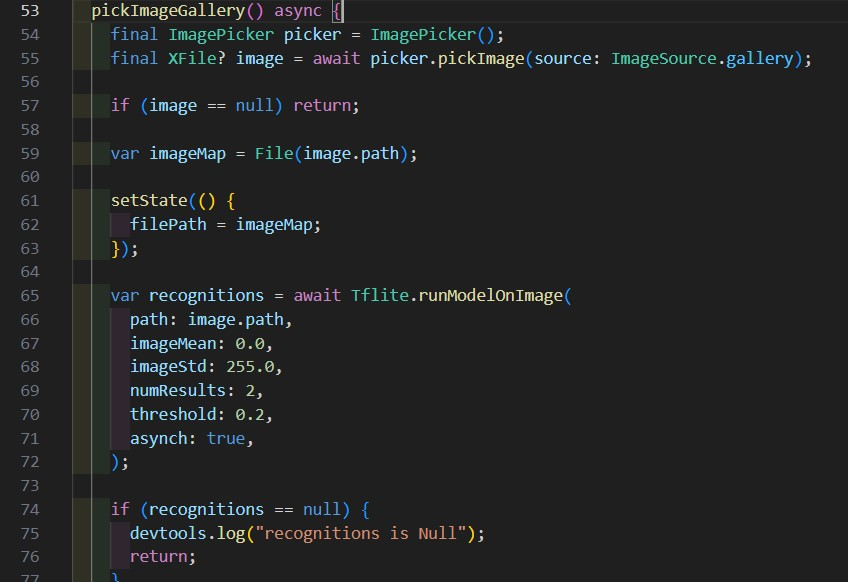 53 pickImageGallery() async {
54 final ImagePicker picker = ImagePicker();
55 final XFile? image = await picker.pickImage(source: ImageSource.gallery);
56
57 if (image == null) return;
58
59 var imageMap = File(image.path);
60
61 setState(() {
62 filePath = imageMap;
63 });
64
65 var recognitions = await Tflite.runModelOnImage(
66 path: image.path,
67 imageMean: 0.0,
68 imageStd: 255.0,
69 numResults: 2,
70 threshold: 0.2,
71 asynch: true,
72 );
73
74 if (recognitions == null) {
75 devtools.log("recognitions is Null");
76 return;
77 }